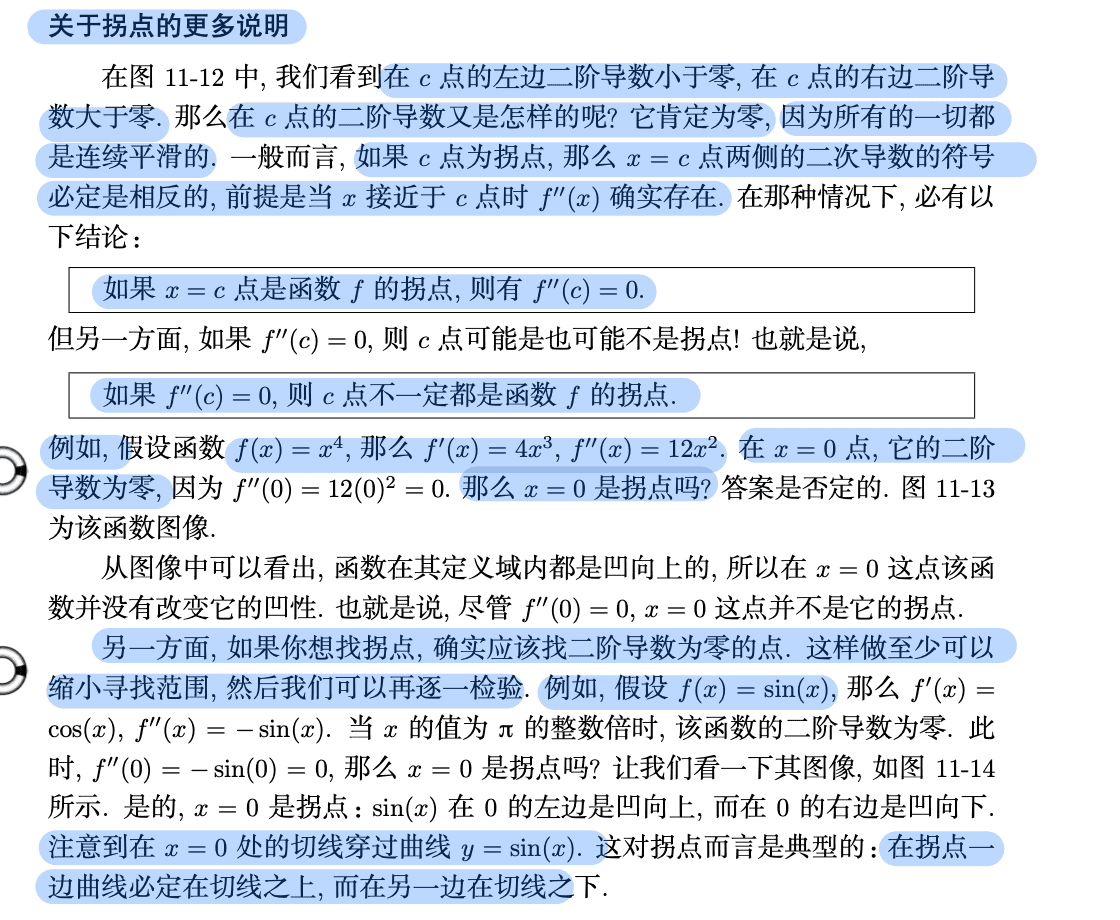 关于拐点的更多说明
在图 11-12 中, 我们看到在 c 点的左边二阶导数小于零, 在 c 点的右边二阶导
数大于零. 那么在 c 点的二阶导数又是怎样的呢? 它肯定为零, 因为所有的一切都
是连续平滑的. 一般而言, 如果 c 点为拐点, 那么 x = c 点两侧的二次导数的符号
必定是相反的, 前提是当 x 接近于 c 点时 f″(x) 确实存在. 在那种情况下, 必有以
下结论:
如果 x = c 点是函数 f 的拐点, 则有 f″(c) = 0.
但另一方面, 如果 f″(c) = 0, 则 c 点可能是也可能不是拐点! 也就是说,
如果 f″(c) = 0, 则 c 点不一定都是函数 f 的拐点.
例如, 假设函数 f(x) = x⁴, 那么 f′(x) = 4x³, f″(x) = 12x². 在 x = 0 点, 它的二阶
导数为零, 因为 f″(0) = 12(0)² = 0. 那么 x = 0 是拐点吗? 答案是否定的. 图 11-13
为该函数图像.
从图像中可以看出, 函数在其定义域内都是凹向上的, 所以在 x = 0 这点该函
数并没有改变它的凹性. 也就是说, 尽管 f″(0) = 0, x = 0 这点并不是它的拐点.
另一方面, 如果你想找拐点, 确实应该找二阶导数为零的点. 这样做至少可以
缩小寻找范围, 然后我们可以再逐一检验. 例如, 假设 f(x) = sin(x), 那么 f′(x) =
cos(x), f″(x) = − sin(x). 当 x 的值为 π 的整数倍时, 该函数的二阶导数为零. 此
时, f″(0) = − sin(0) = 0, 那么 x = 0 是拐点吗? 让我们看一下其图像, 如图 11-14
所示. 是的, x = 0 是拐点: sin(x) 在 0 的左边是凹向上, 而在 0 的右边是凹向下.
注意到在 x = 0 处的切线穿过曲线 y = sin(x). 这对拐点而言是典型的: 在拐点一
边曲线必定在切线之上, 而在另一边在切线之下.